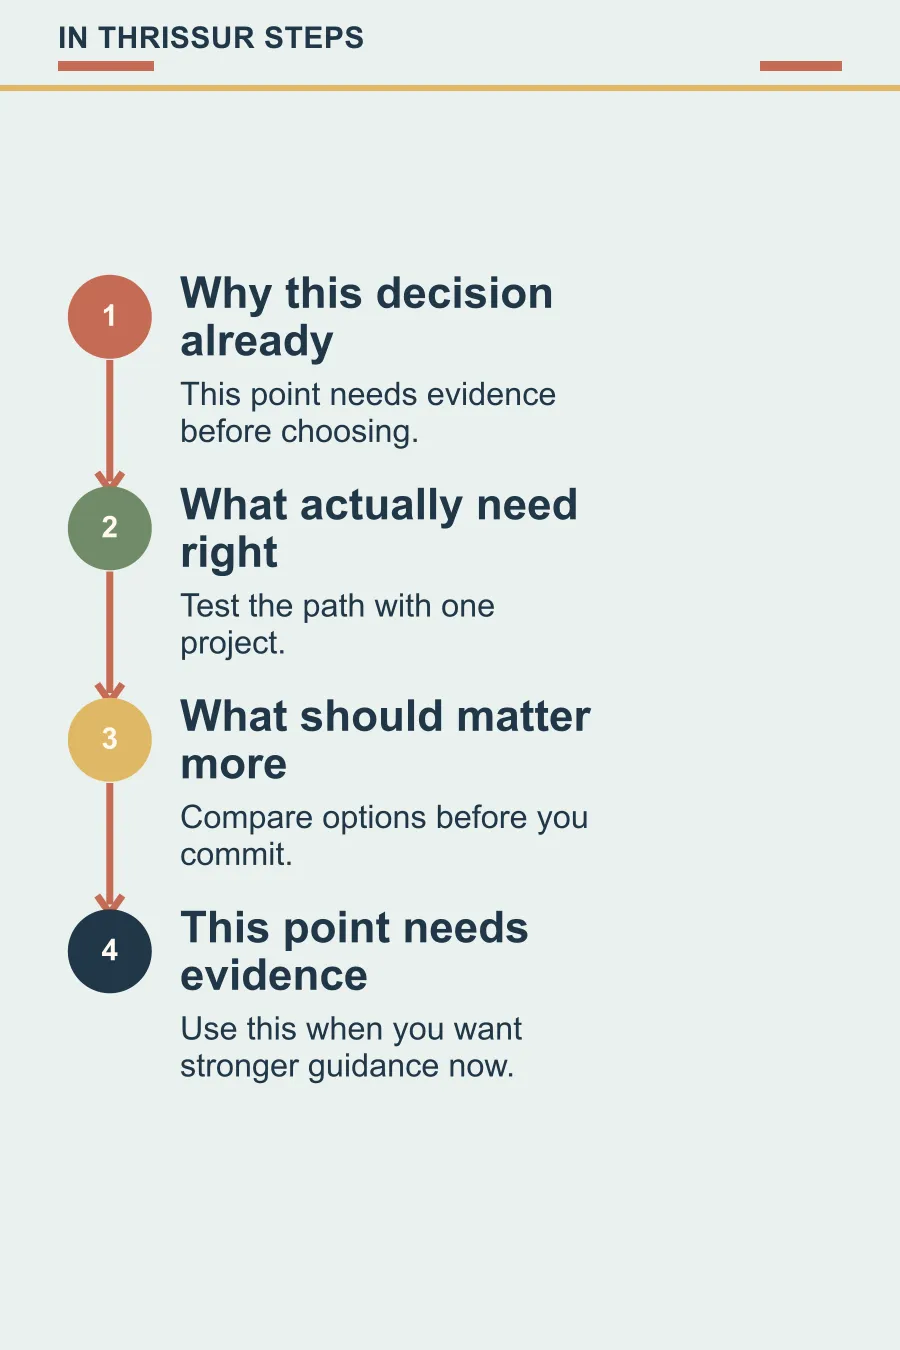 IN THRISSUR STEPS
1
Why this decision
already
This point needs evidence
before choosing.
2
What actually need
right
Test the path with one
project.
3
What should matter
more
Compare options before you
commit.
4
This point needs
evidence
Use this when you want
stronger guidance now.